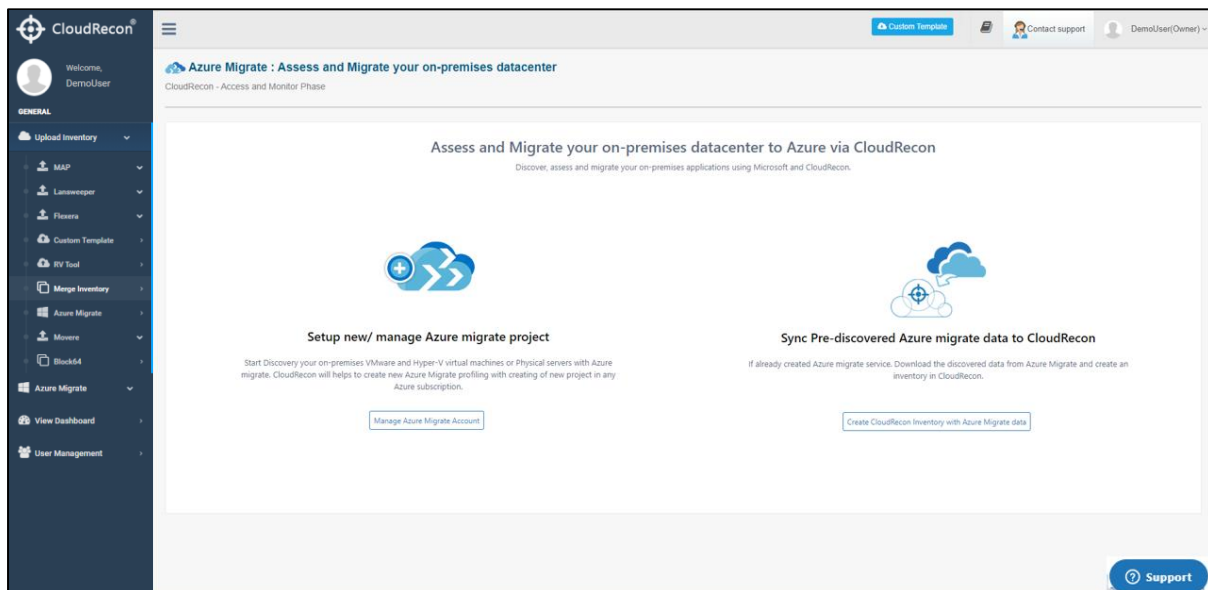 CloudRecon®
Custom Template
Contact support
DemoUser(Owner)
Welcome,
DemoUser
GENERAL
Upload Inventory
MAP
Lansweeper
Flexera
Custom Template
RV Tool
Merge Inventory
Azure Migrate
Movere
Block64
Azure Migrate
View Dashboard
User Management
Azure Migrate : Assess and Migrate your on-premises datacenter
CloudRecon - Access and Monitor Phase
Assess and Migrate your on-premises datacenter to Azure via CloudRecon
Discover, assess and migrate your on-premises applications using Microsoft and CloudRecon.
Setup new/ manage Azure migrate project
Start Discovery your on-premises VMware and Hyper-V virtual machines or Physical servers with Azure
migrate. CloudRecon will helps to create new Azure Migrate profiling with creating of new project in any
Azure subscription.
Manage Azure Migrate Account
Sync Pre-discovered Azure migrate data to CloudRecon
If already created Azure migrate service. Download the discovered data from Azure Migrate and create an
inventory in CloudRecon.
Create CloudRecon Inventory with Azure Migrate data
Support